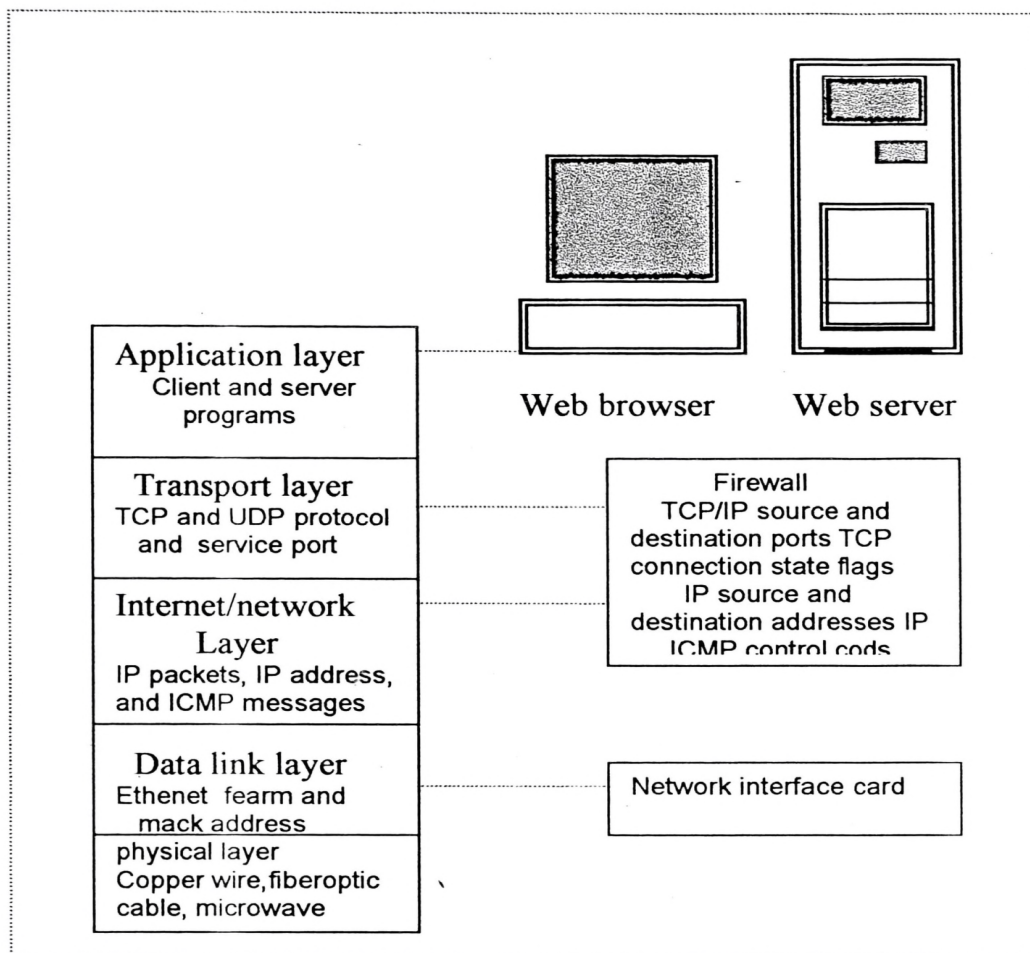 Application layer
Client and server
programs
Web browser
Web server
Transport layer
TCP and UDP protocol
and service port
Firewall
TCP/IP source and
destination ports TCP
connection state flags
IP source and
destination addresses IP
ICMP control cods
Internet/network
Layer
IP packets, IP address,
and ICMP messages
Data link layer
Ethenet fearm and
mack address
Network interface card
physical layer
Copper wire,fiberoptic
cable, microwave